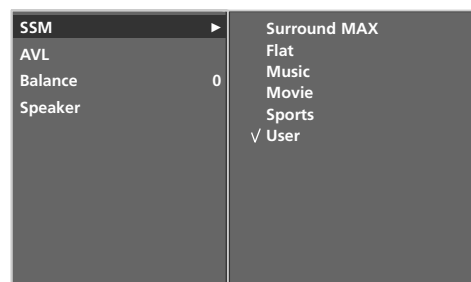 SSM ►
AVL
Balance 0
Speaker
Surround MAX
Flat
Music
Movie
Sports
√ User